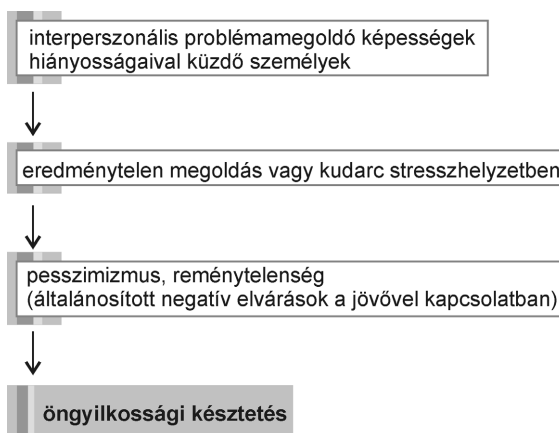 interperszonális problémamegoldó képességek
hiányosságaival küzdő személyek
eredménytelen megoldás vagy kudarc stresszhelyzetben
pesszimizmus, reménytelenség
(általánosított negatív elvárások a jövővel kapcsolatban)
öngyilkossági késztetés